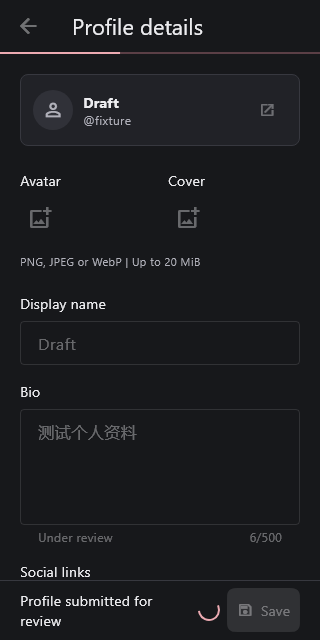 Profile details
Draft
@fixture
Avatar
Cover
PNG, JPEG or WebP | Up to 20 MiB
Display name
Draft
Bio
测试个人资料
Under review
6/500
Social links
Profile submitted for
review
Save